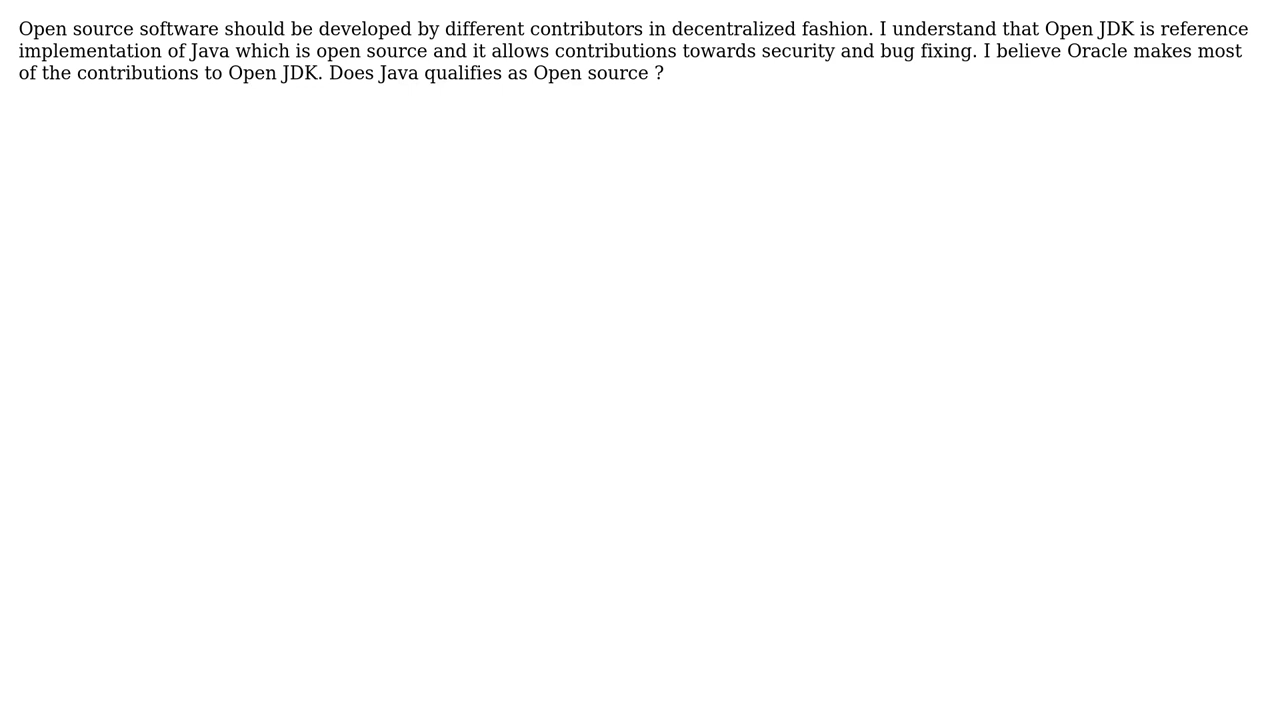 Open source software should be developed by different contributors in decentralized fashion. I understand that Open JDK is reference
implementation of Java which is open source and it allows contributions towards security and bug fixing. I believe Oracle makes most
of the contributions to Open JDK. Does Java qualifies as Open source ?